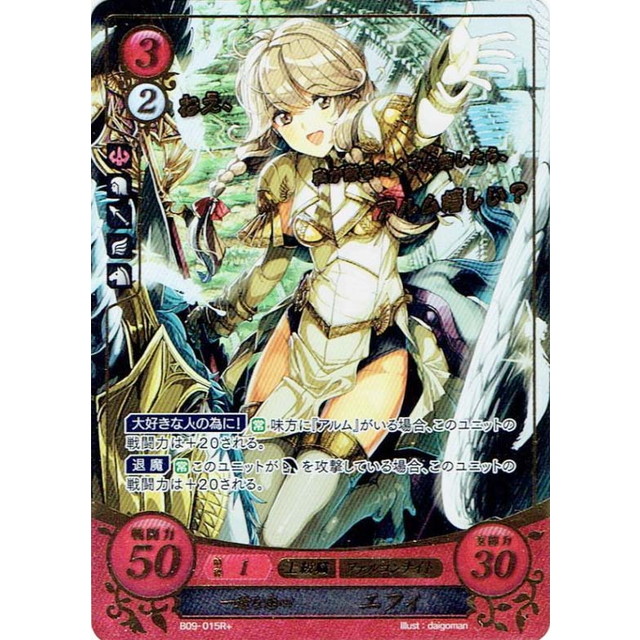 3
2
ねえ、
アルム嬉しい?
大好きな人の為に! 常 味方に『アルム』がいる場合、このユニットの
戦闘力は+20される。
退魔 常 このユニットが を攻撃している場合、このユニットの
戦闘力は+20される。
戦闘力
50
射程 1
上級職
ファルコンナイト
支援力
30
エフィ
B09-015R+
Illust : daigoman